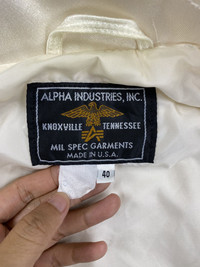 ALPHA INDUSTRIES, INC.
KNOXVILLE TENNESSEE
MIL SPEC GARMENTS
MADE IN U.S.A.
40